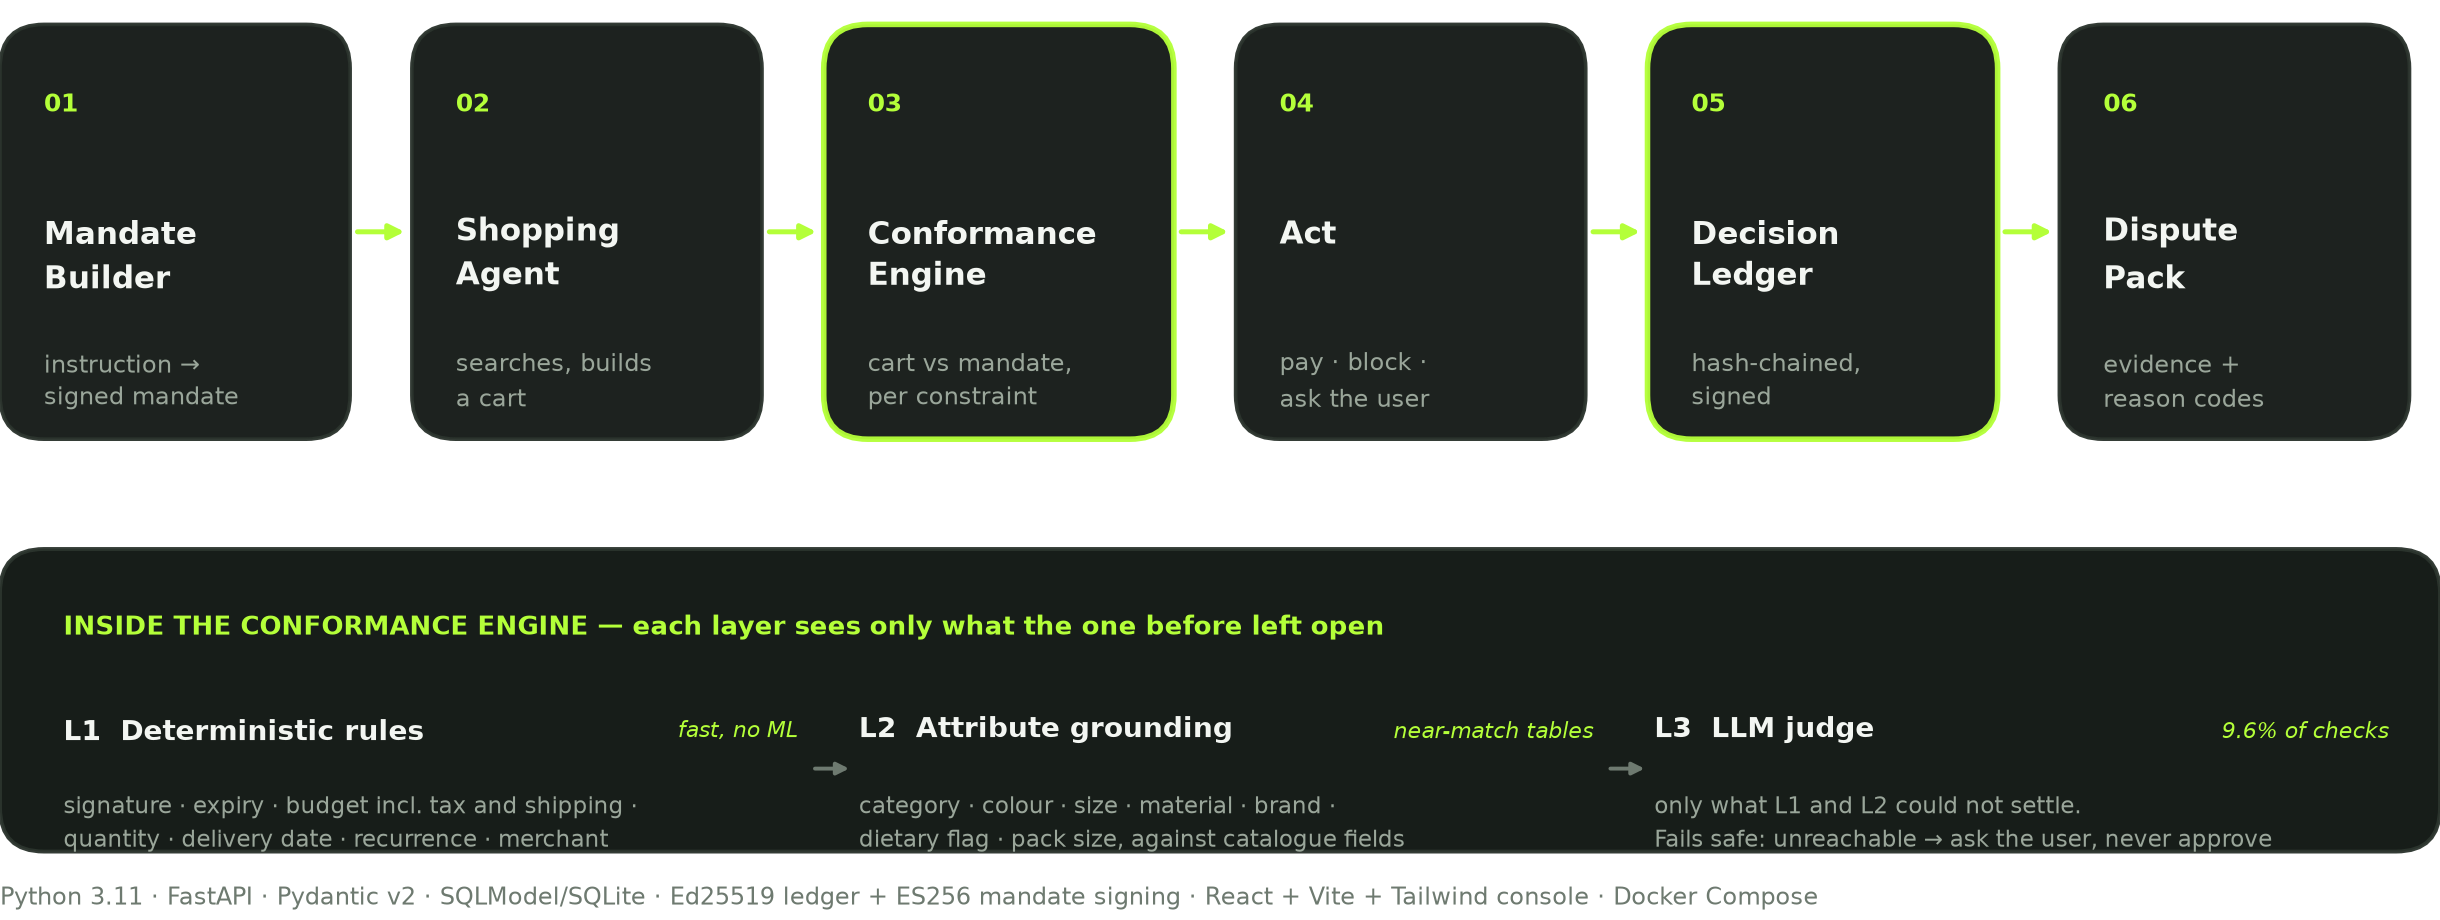 01
Mandate
Builder
instruction →
signed mandate
02
Shopping
Agent
searches, builds
a cart
03
Conformance
Engine
cart vs mandate,
per constraint
04
Act
pay · block ·
ask the user
05
Decision
Ledger
hash-chained,
signed
06
Dispute
Pack
evidence +
reason codes
INSIDE THE CONFORMANCE ENGINE — each layer sees only what the one before left open
L1 Deterministic rules
fast, no ML
signature · expiry · budget incl. tax and shipping ·
quantity · delivery date · recurrence · merchant
L2 Attribute grounding
near-match tables
category · colour · size · material · brand ·
dietary flag · pack size, against catalogue fields
L3 LLM judge
9.6% of checks
only what L1 and L2 could not settle.
Fails safe: unreachable → ask the user, never approve
Python 3.11 · FastAPI · Pydantic v2 · SQLModel/SQLite · Ed25519 ledger + ES256 mandate signing · React + Vite + Tailwind console · Docker Compose